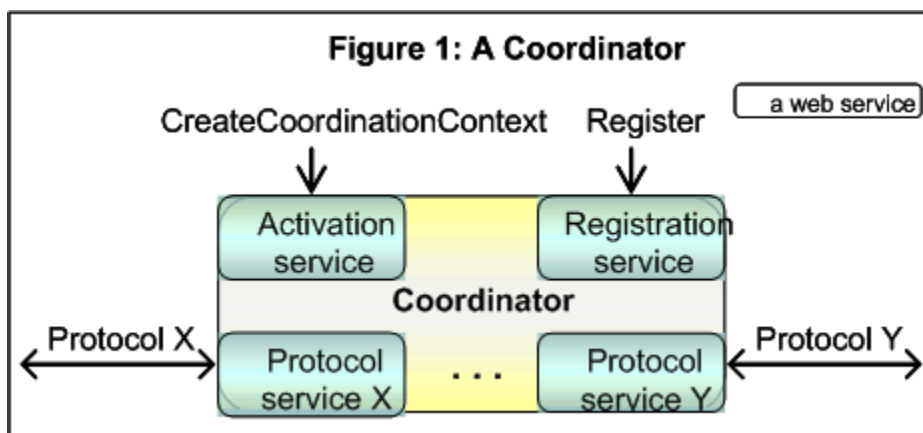 Figure 1: A Coordinator
a web service
CreateCoordinationContext
Register
Activation
service
Registration
service
Coordinator
Protocol X
Protocol
service X
. . .
Protocol
service Y
Protocol Y